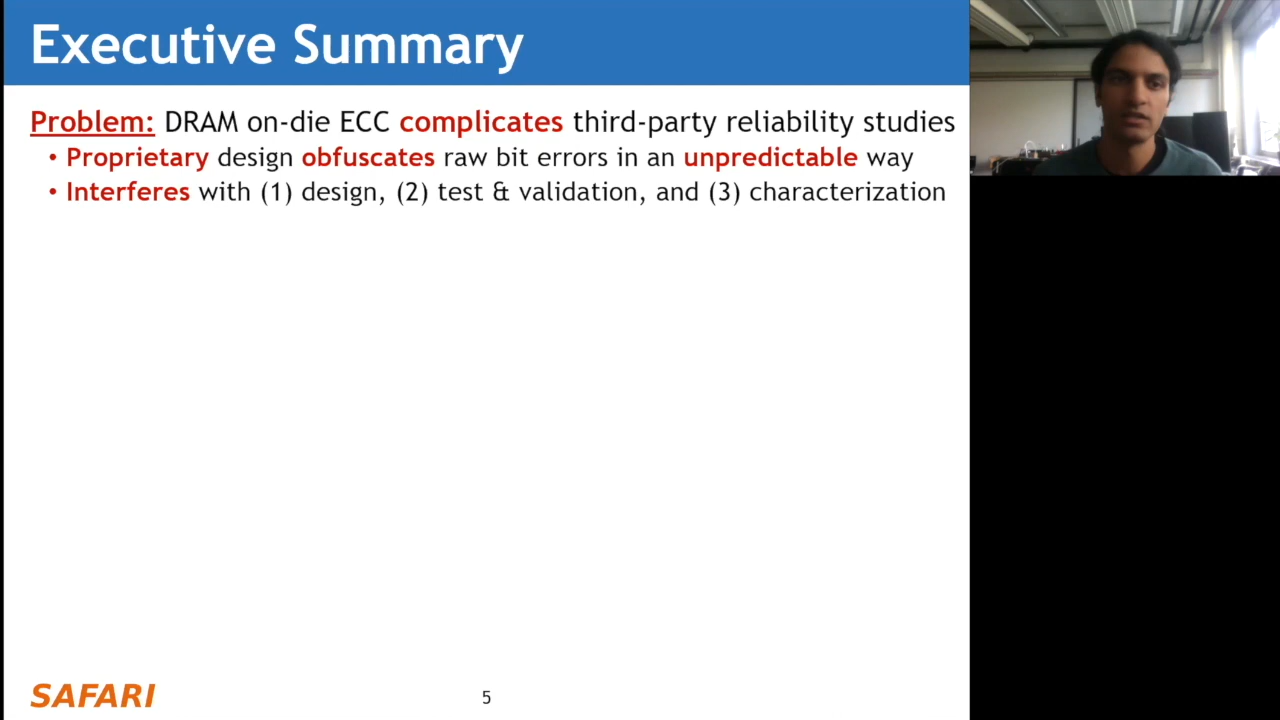 Executive Summary
Problem: DRAM on-die ECC complicates third-party reliability studies
• Proprietary design obfuscates raw bit errors in an unpredictable way
• Interferes with (1) design, (2) test & validation, and (3) characterization
SAFARI
5